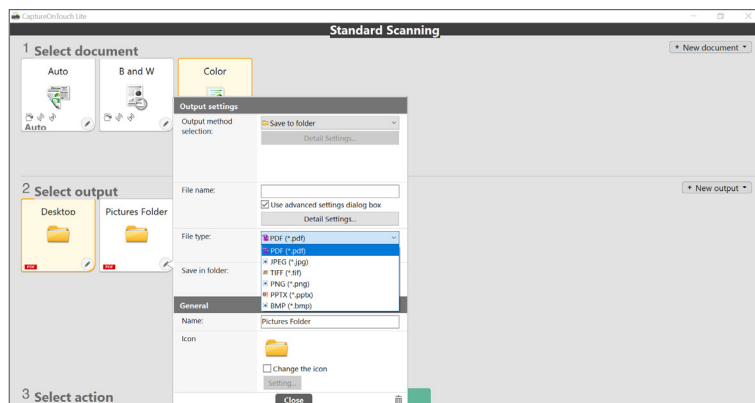 CaptureOnTouch Lite
Standard Scanning
1 Select document
+ New document
Auto
B and W
Color
Auto
Output settings
Output method selection:
Save to folder
Detail Settings...
2 Select output
+ New output
Desktop
Pictures Folder
PDF
PDF
File name:
Use advanced settings dialog box
Detail Settings...
File type:
PDF (*.pdf)
PDF (*.pdf)
JPEG (*.jpg)
TIFF (*.tif)
PNG (*.png)
PPTX (*.pptx)
BMP (*.bmp)
Save in folder:
General
Name:
Pictures Folder
Icon
Change the icon
Setting...
3 Select action
Close